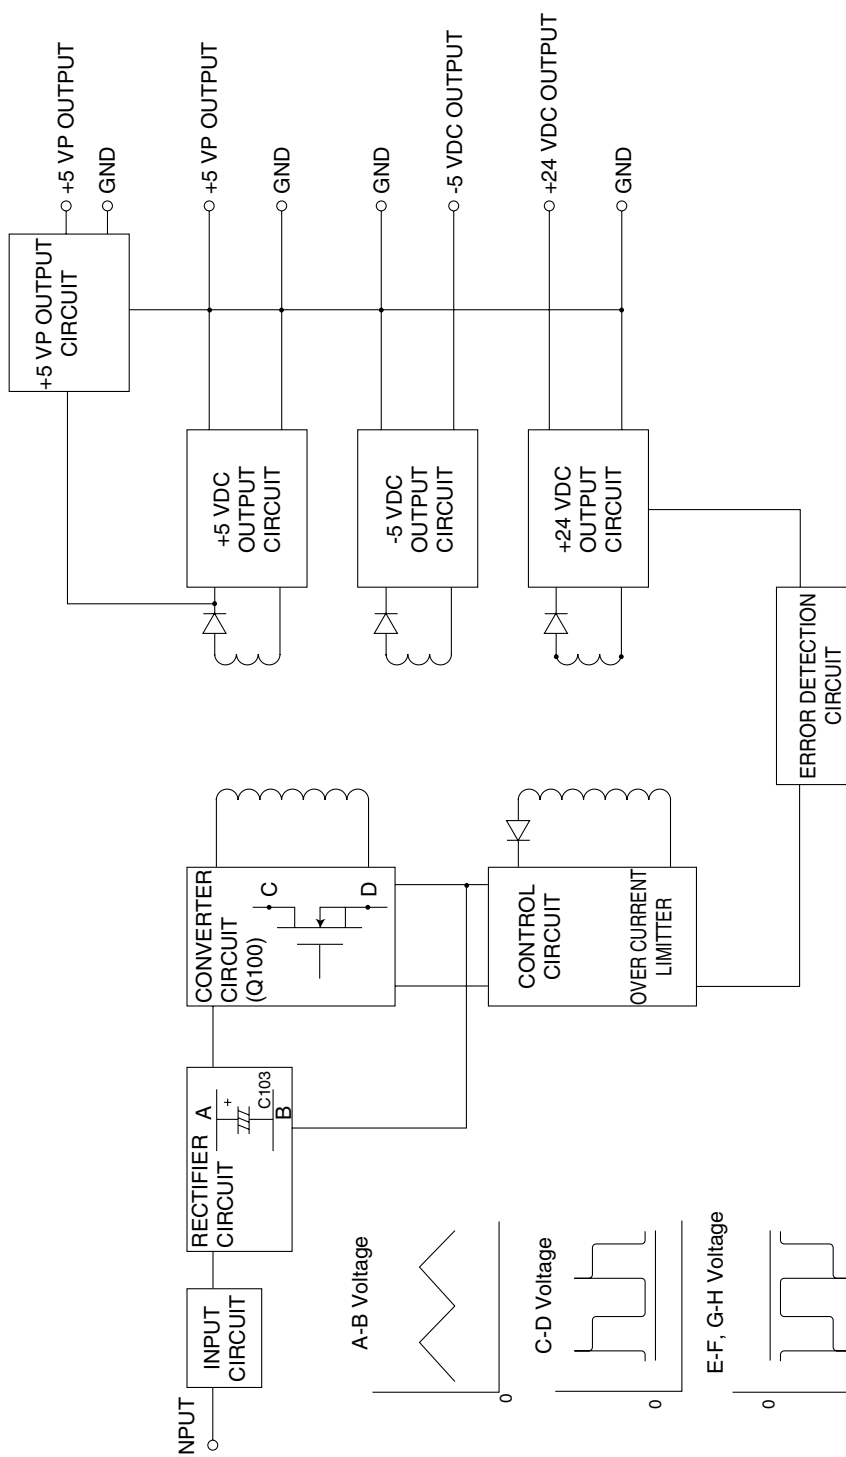 NPUT
INPUT
CIRCUIT
RECTIFIER
CIRCUIT
A
+
C103
B
CONVERTER
CIRCUIT
(Q100)
C
D
CONTROL
CIRCUIT
OVER CURRENT
LIMITTER
ERROR DETECTION
CIRCUIT
+5 VP OUTPUT
CIRCUIT
+5 VDC
OUTPUT
CIRCUIT
-5 VDC
OUTPUT
CIRCUIT
+24 VDC
OUTPUT
CIRCUIT
+5 VP OUTPUT
GND
+5 VP OUTPUT
GND
GND
-5 VDC OUTPUT
+24 VDC OUTPUT
GND
A-B Voltage
0
C-D Voltage
0
E-F, G-H Voltage
0